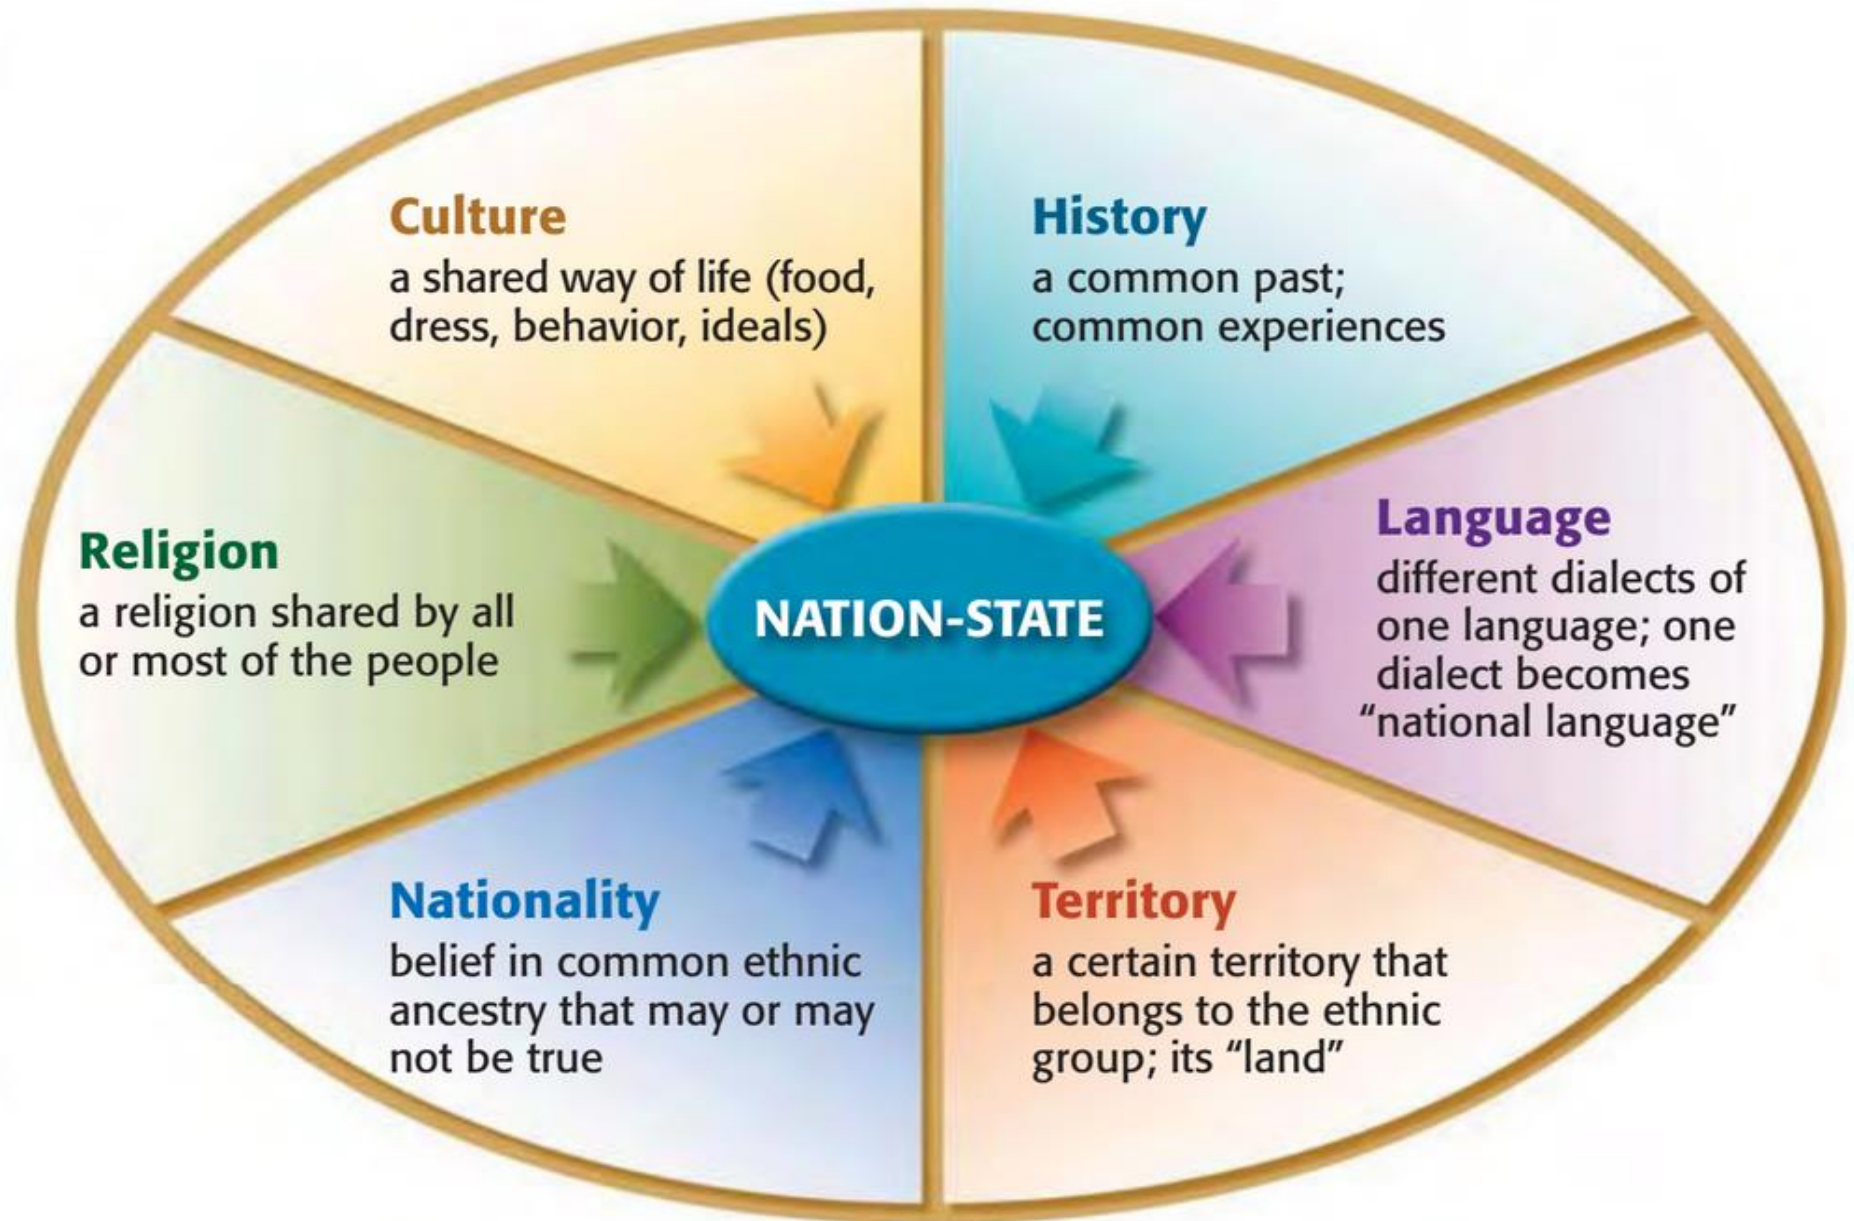 Culture
a shared way of life (food,
dress, behavior, ideals)
History
a common past;
common experiences
Religion
a religion shared by all
or most of the people
NATION-STATE
Language
different dialects of
one language; one
dialect becomes
“national language”
Nationality
belief in common ethnic
ancestry that may or may
not be true
Territory
a certain territory that
belongs to the ethnic
group; its “land”